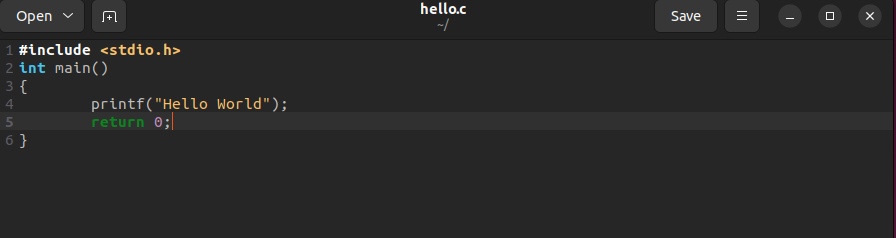 Open
hello.c
~/
Save
1 #include <stdio.h>
2 int main()
3 {
4         printf("Hello World");
5         return 0;
6 }